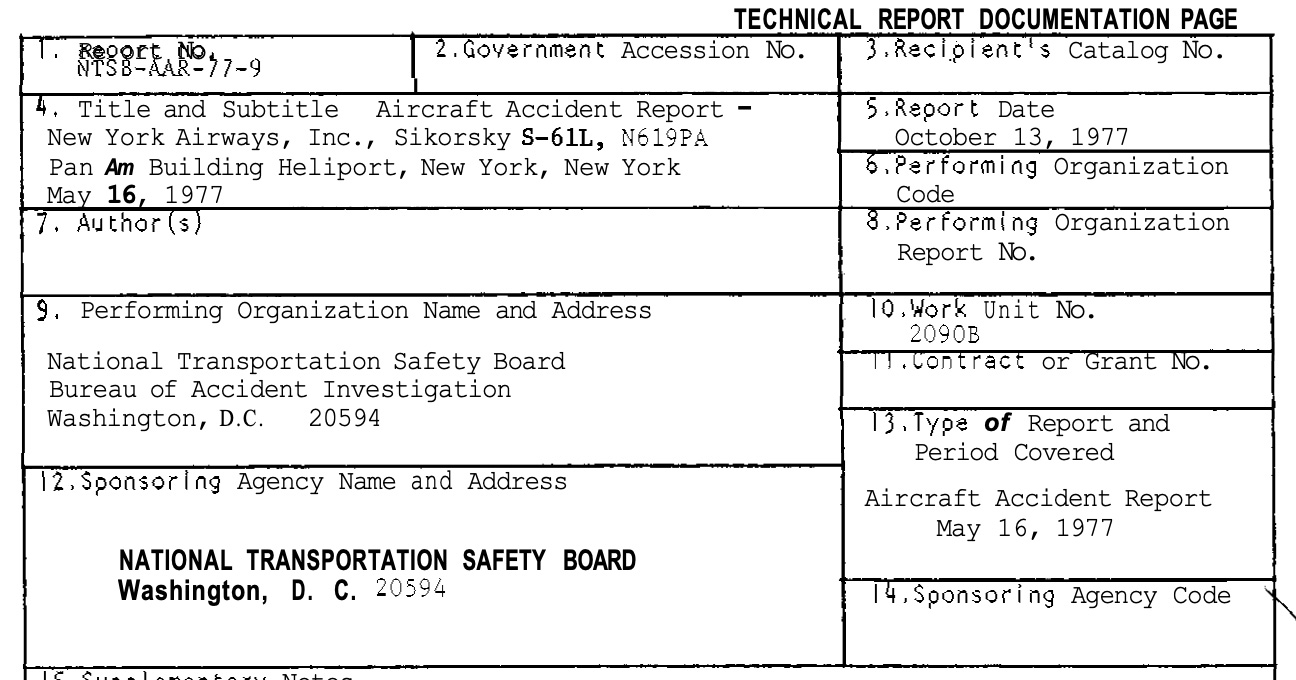 TECHNICAL REPORT DOCUMENTATION PAGE
1. Report No.
NTSB-AAR-77-9
2.Government Accession No.
3.Recipient's Catalog No.
4. Title and Subtitle Aircraft Accident Report -
New York Airways, Inc., Sikorsky S-61L, N619PA
Pan Am Building Heliport, New York, New York
May 16, 1977
5.Report Date
October 13, 1977
6.Performing Organization
Code
7. Author(s)
8.Performing Organization
Report No.
9. Performing Organization Name and Address
National Transportation Safety Board
Bureau of Accident Investigation
Washington, D.C. 20594
10.Work Unit No.
2090B
11.Contract or Grant No.
12.Sponsoring Agency Name and Address
NATIONAL TRANSPORTATION SAFETY BOARD
Washington, D. C. 20594
13.Type of Report and
Period Covered
Aircraft Accident Report
May 16, 1977
14.Sponsoring Agency Code
15 Supplementary Notes